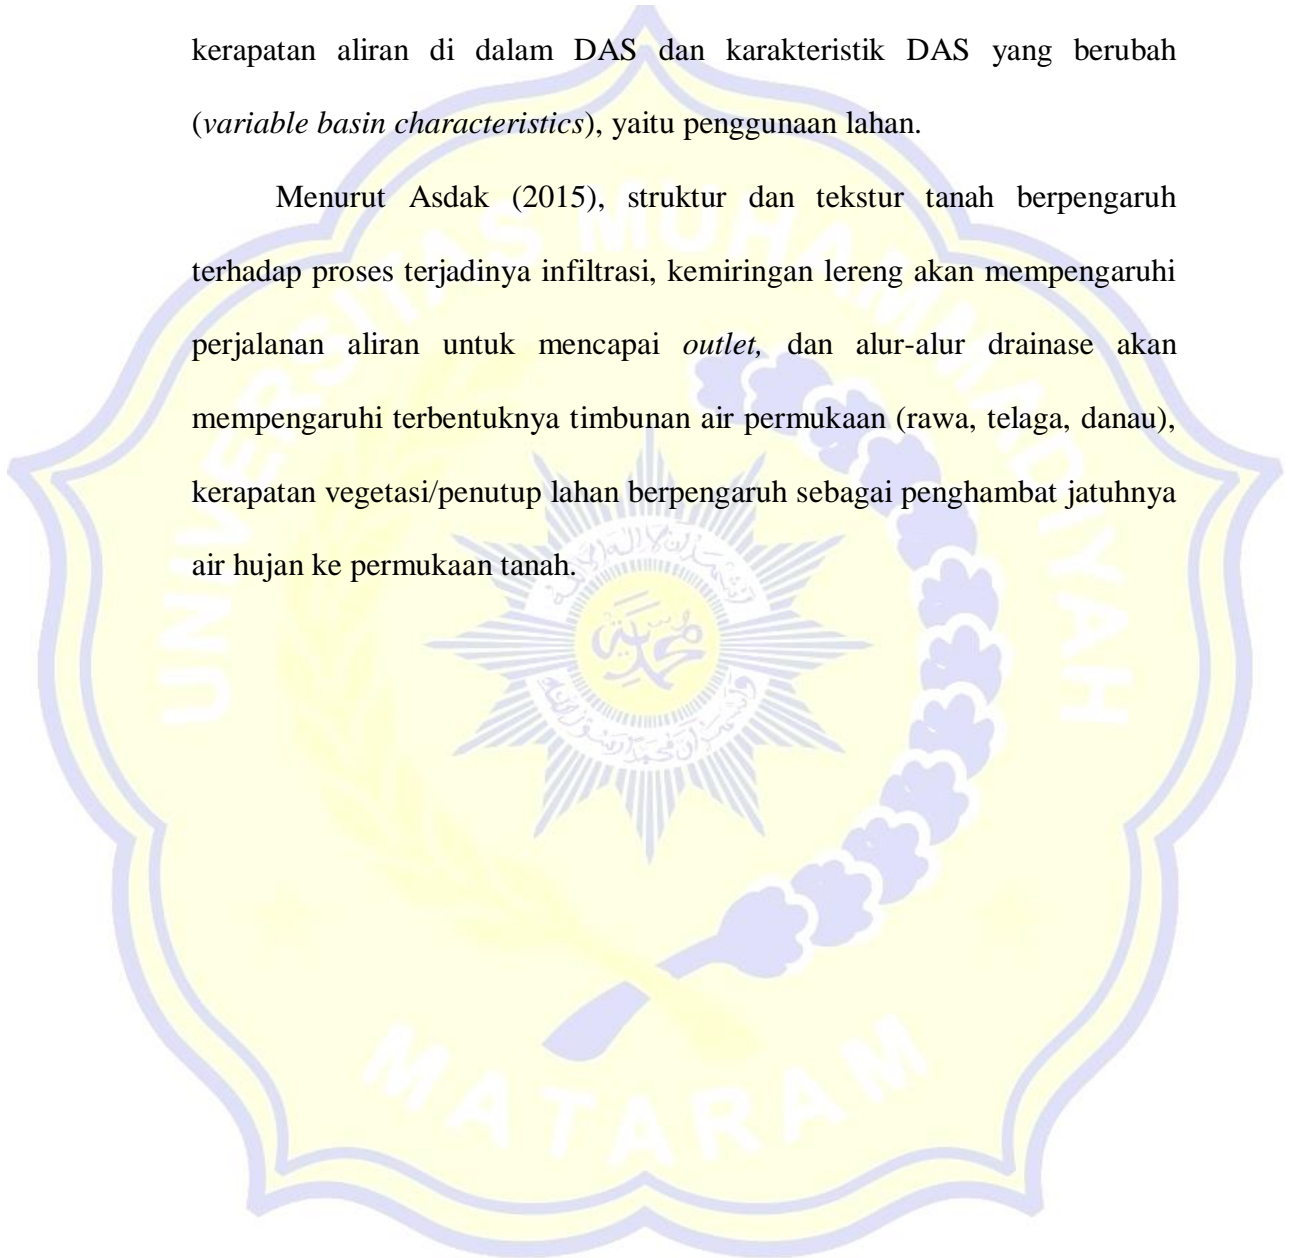 kerapatan aliran di dalam DAS dan karakteristik DAS yang berubah
(variable basin characteristics), yaitu penggunaan lahan.
Menurut Asdak (2015), struktur dan tekstur tanah berpengaruh
terhadap proses terjadinya infiltrasi, kemiringan lereng akan mempengaruhi
perjalanan aliran untuk mencapai outlet, dan alur-alur drainase akan
mempengaruhi terbentuknya timbunan air permukaan (rawa, telaga, danau),
kerapatan vegetasi/penutup lahan berpengaruh sebagai penghambat jatuhnya
air hujan ke permukaan tanah.
UNIVERSITAS MUHAMMADIYAH
محمدية
MATARAM